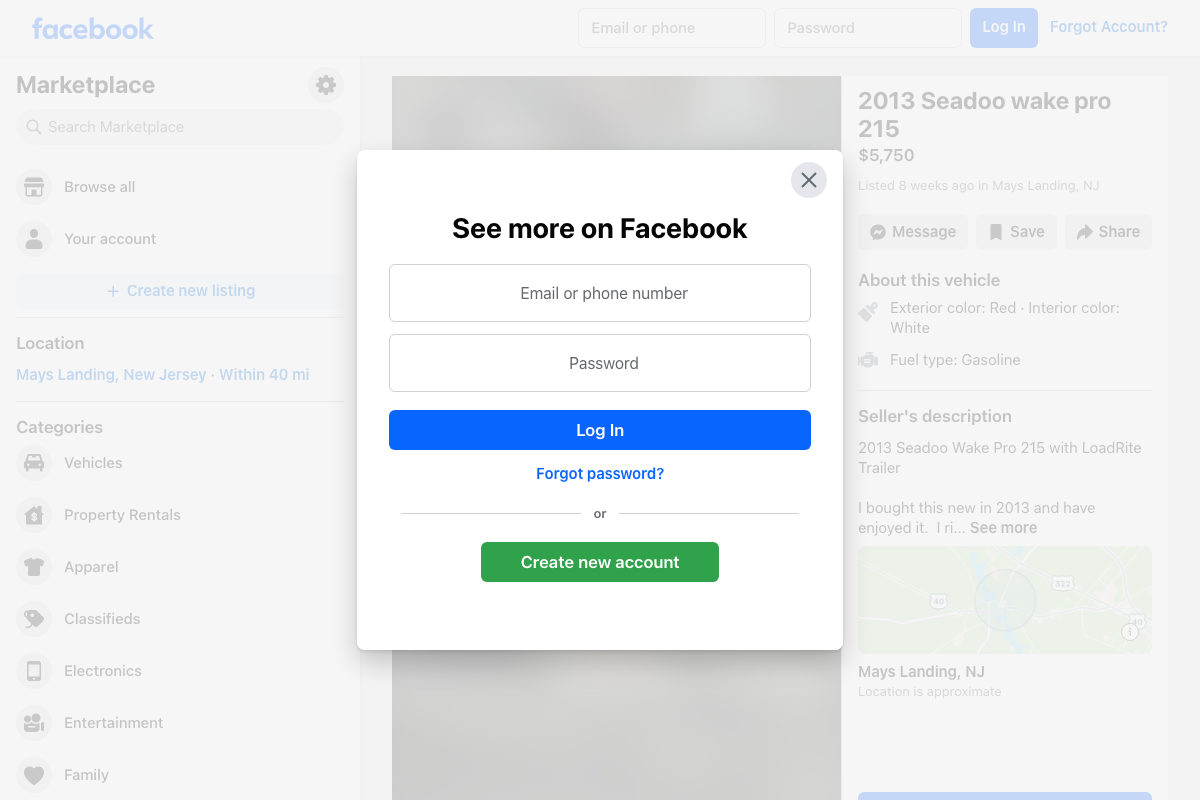 facebook
Email or phone
Password
Log In
Forgot Account?
Marketplace
Search Marketplace
Browse all
Your account
+ Create new listing
Location
Mays Landing, New Jersey · Within 40 mi
Categories
Vehicles
Property Rentals
Apparel
Classifieds
Electronics
Entertainment
Family
See more on Facebook
Email or phone number
Password
Log In
Forgot password?
or
Create new account
2013 Seadoo wake pro
215
$5,750
Listed 8 weeks ago in Mays Landing, NJ
Message
Save
Share
About this vehicle
Exterior color: Red · Interior color:
White
Fuel type: Gasoline
Seller's description
2013 Seadoo Wake Pro 215 with LoadRite
Trailer
I bought this new in 2013 and have
enjoyed it.  I ri... See more
322
40
40
Mays Landing, NJ
Location is approximate